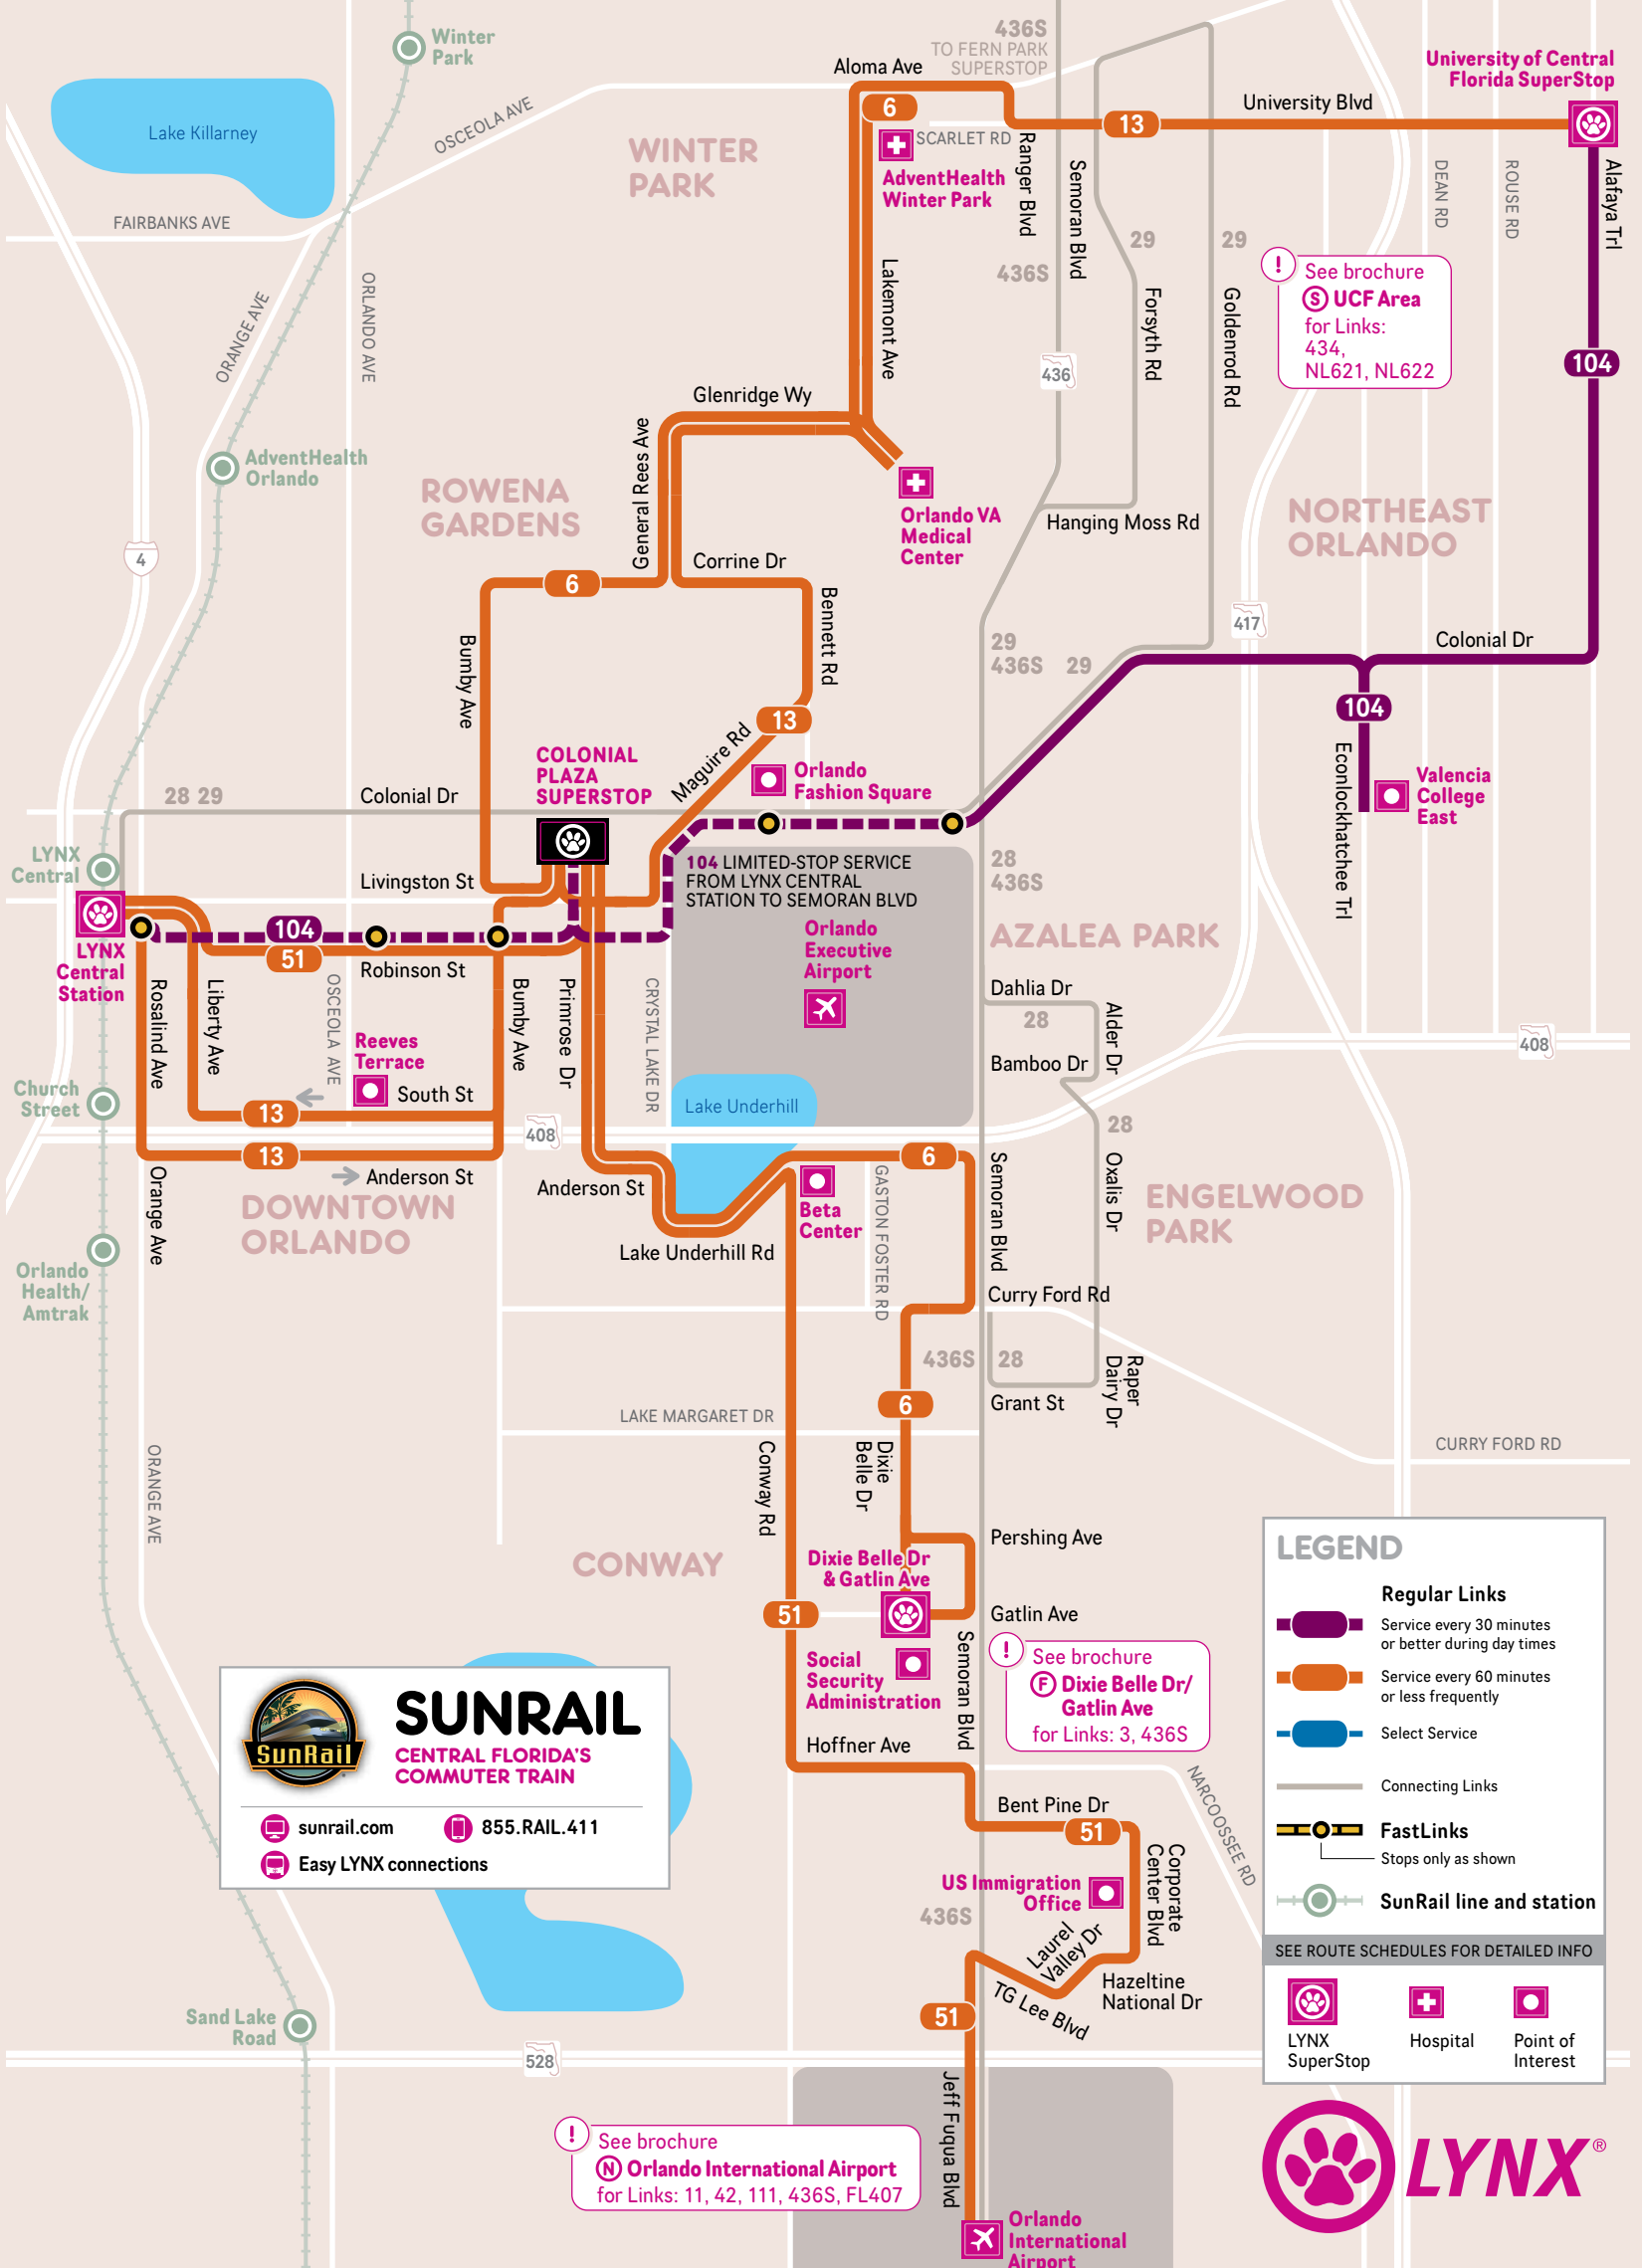 436S
TO FERN PARK
SUPERSTOP
Winter
Park
University of Central
Florida SuperStop
Aloma Ave
6
University Blvd
13
Lake Killarney
OSCEOLA AVE
SCARLET RD
WINTER
PARK
AdventHealth
Winter Park
Ranger Blvd
Semoran Blvd
DEAN RD
ROUSE RD
Alafaya Trl
FAIRBANKS AVE
29
29
436S
! See brochure
S UCF Area
for Links:
434,
NL621, NL622
ORANGE AVE
ORLANDO AVE
Lakemont Ave
Forsyth Rd
Goldenrod Rd
436
104
Glenridge Wy
General Rees Ave
AdventHealth
Orlando
ROWENA
GARDENS
Orlando VA
Medical
Center
Hanging Moss Rd
NORTHEAST
ORLANDO
4
Corrine Dr
6
Bennett Rd
Bumby Ave
417
29
436S
29
Colonial Dr
104
13
Maguire Rd
COLONIAL
PLAZA
SUPERSTOP
Orlando
Fashion Square
Econlockhatchee Trl
Valencia
College
East
28 29
Colonial Dr
LYNX
Central
Livingston St
104 LIMITED-STOP SERVICE
FROM LYNX CENTRAL
STATION TO SEMORAN BLVD
28
436S
LYNX
Central
Station
104
51
Robinson St
Orlando
Executive
Airport
AZALEA PARK
Rosalind Ave
Liberty Ave
OSCEOLA AVE
Bumby Ave
Primrose Dr
CRYSTAL LAKE DR
Dahlia Dr
28
Alder Dr
Reeves
Terrace
Bamboo Dr
408
Church
Street
South St
13
Lake Underhill
408
28
13
Anderson St
6
Orange Ave
DOWNTOWN
ORLANDO
Anderson St
Beta
Center
GASTON FOSTER RD
Semoran Blvd
Oxalis Dr
ENGELWOOD
PARK
Lake Underhill Rd
Orlando
Health/
Amtrak
Curry Ford Rd
436S
28
Raper
Dairy Dr
6
Grant St
LAKE MARGARET DR
CURRY FORD RD
ORANGE AVE
Conway Rd
Dixie
Belle Dr
Pershing Ave
CONWAY
Dixie Belle Dr
& Gatlin Ave
51
Gatlin Ave
Social
Security
Administration
Semoran Blvd
! See brochure
F Dixie Belle Dr/
Gatlin Ave
for Links: 3, 436S
Hoffner Ave
NARCOOSSEE RD
Bent Pine Dr
51
Corporate
Center Blvd
US Immigration
Office
436S
Laurel
Valley Dr
Hazeltine
National Dr
TG Lee Blvd
51
SunRail
SUNRAIL
CENTRAL FLORIDA'S
COMMUTER TRAIN
sunrail.com
855.RAIL.411
Easy LYNX connections
Sand Lake
Road
528
Jeff Fuqua Blvd
! See brochure
N Orlando International Airport
for Links: 11, 42, 111, 436S, FL407
Orlando
International
Airport
LEGEND
Regular Links
Service every 30 minutes
or better during day times
Service every 60 minutes
or less frequently
Select Service
Connecting Links
FastLinks
Stops only as shown
SunRail line and station
SEE ROUTE SCHEDULES FOR DETAILED INFO
LYNX
SuperStop
Hospital
Point of
Interest
LYNX®